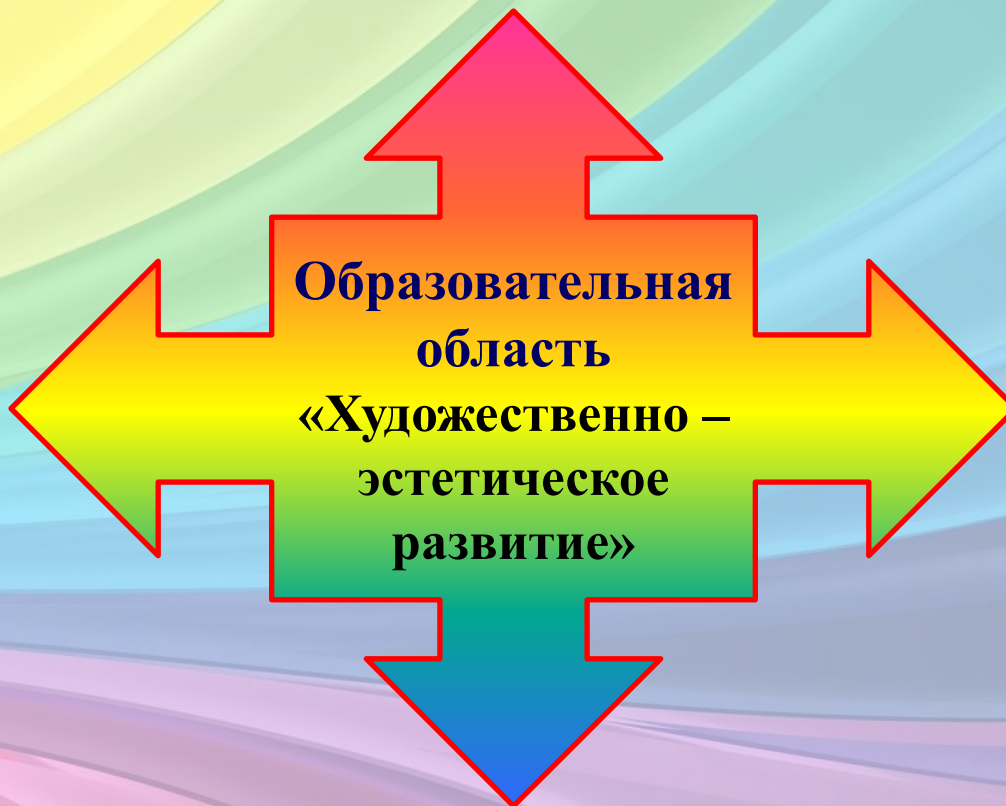 Образовательная
область
«Художественно –
эстетическое
развитие»